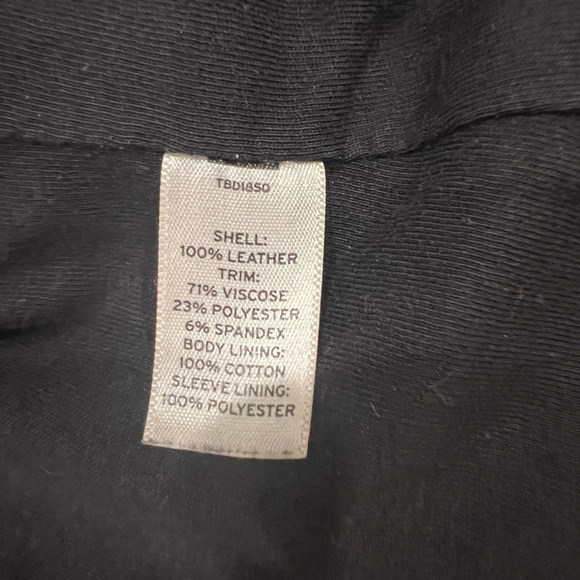 TBD1850
SHELL:
100% LEATHER
TRIM:
71% VISCOSE
23% POLYESTER
6% SPANDEX
BODY LINING:
100% COTTON
SLEEVE LINING:
100% POLYESTER